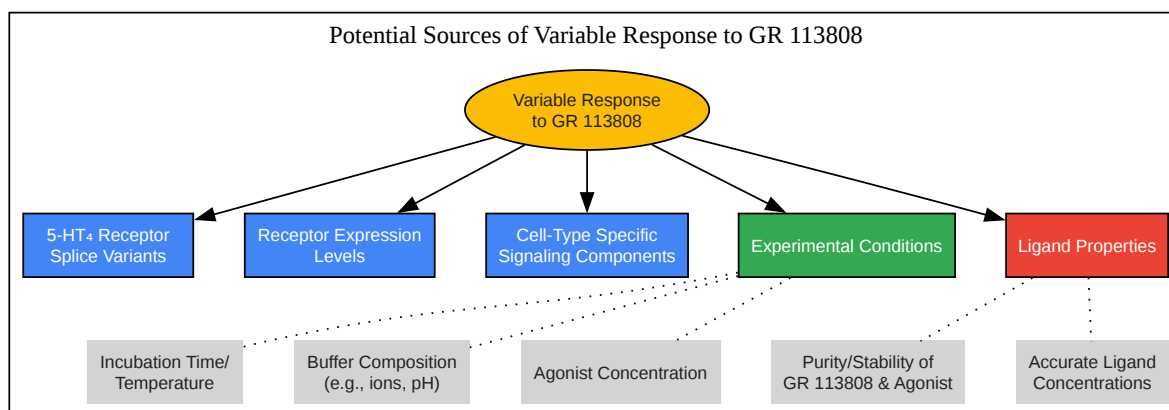 Potential Sources of Variable Response to GR 113808
Variable Response
to GR 113808
5-HT₄ Receptor
Splice Variants
Receptor Expression
Levels
Cell-Type Specific
Signaling Components
Experimental Conditions
Ligand Properties
Incubation Time/
Temperature
Buffer Composition
(e.g., ions, pH)
Agonist Concentration
Purity/Stability of
GR 113808 & Agonist
Accurate Ligand
Concentrations